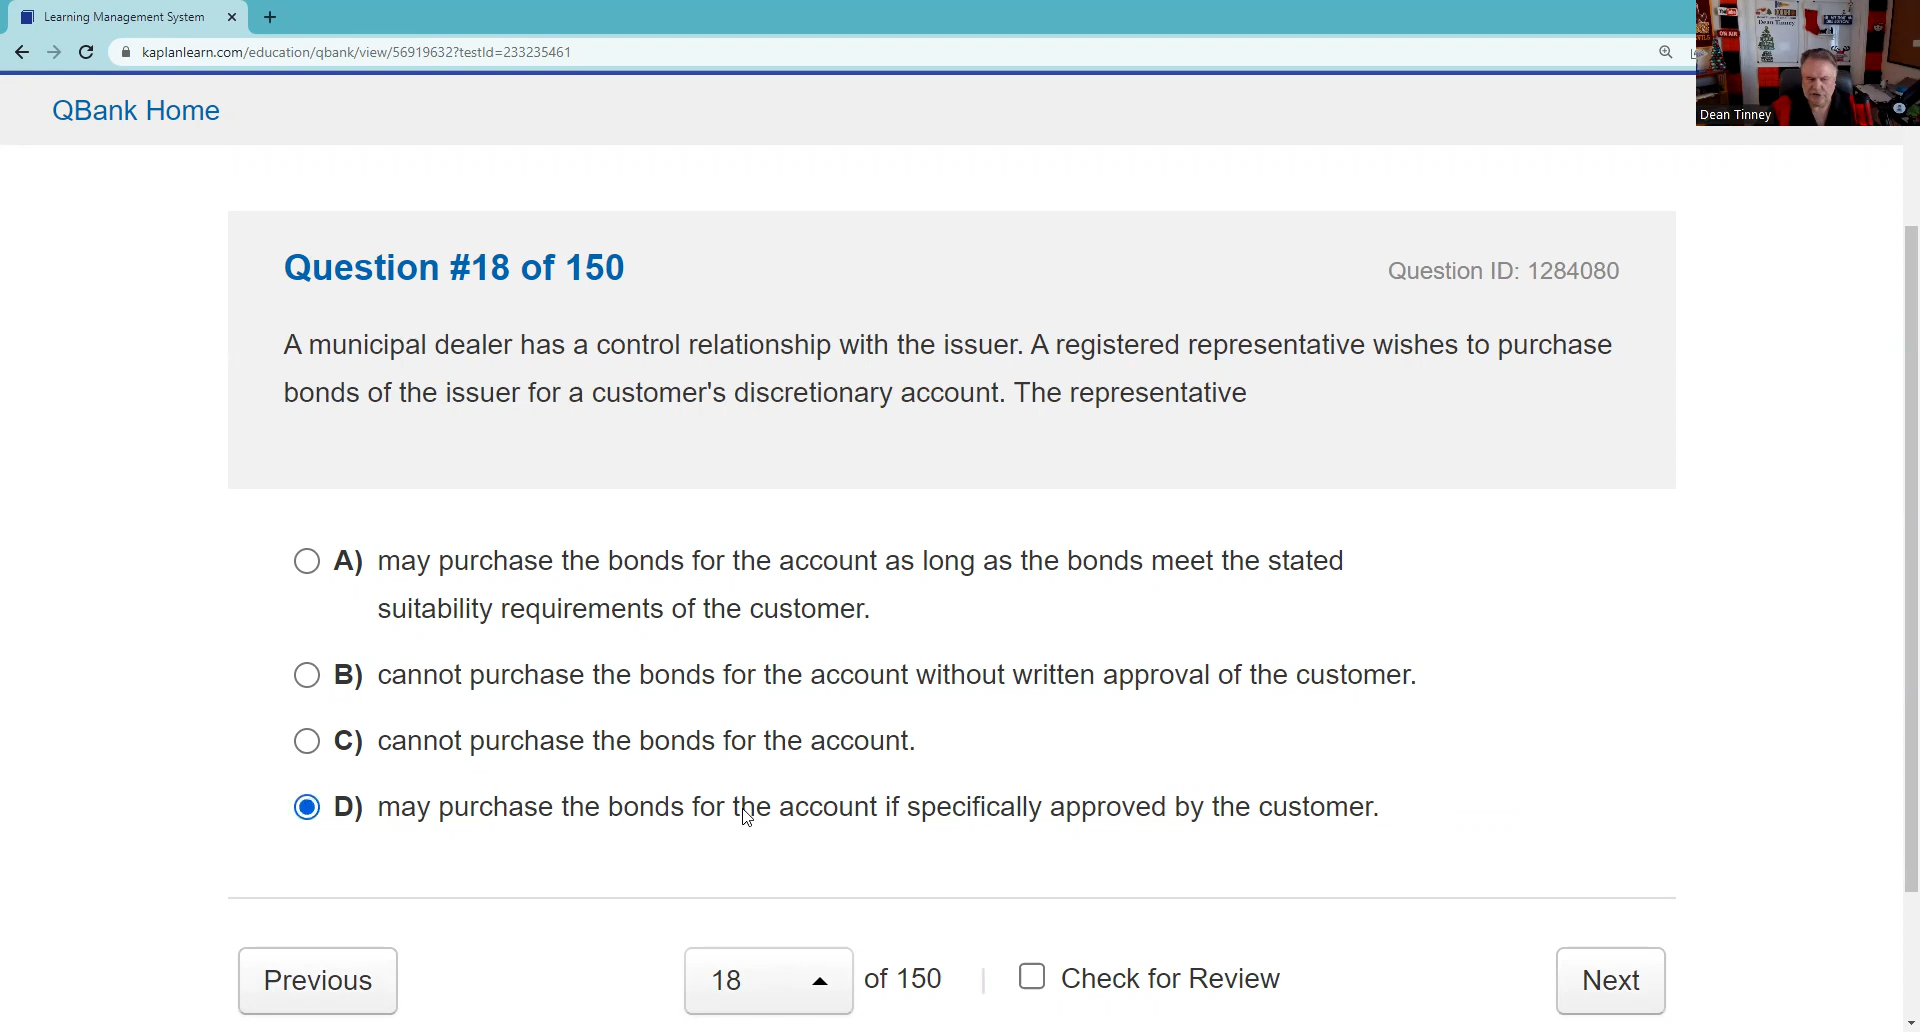 Learning Management System
kaplanlearn.com/education/qbank/view/56919632?testId=233235461
QBank Home
ON AIR
Dean Tinney
Question #18 of 150
Question ID: 1284080
A municipal dealer has a control relationship with the issuer. A registered representative wishes to purchase
bonds of the issuer for a customer's discretionary account. The representative
A) may purchase the bonds for the account as long as the bonds meet the stated
suitability requirements of the customer.
B) cannot purchase the bonds for the account without written approval of the customer.
C) cannot purchase the bonds for the account.
D) may purchase the bonds for the account if specifically approved by the customer.
Previous
18
of 150
Check for Review
Next